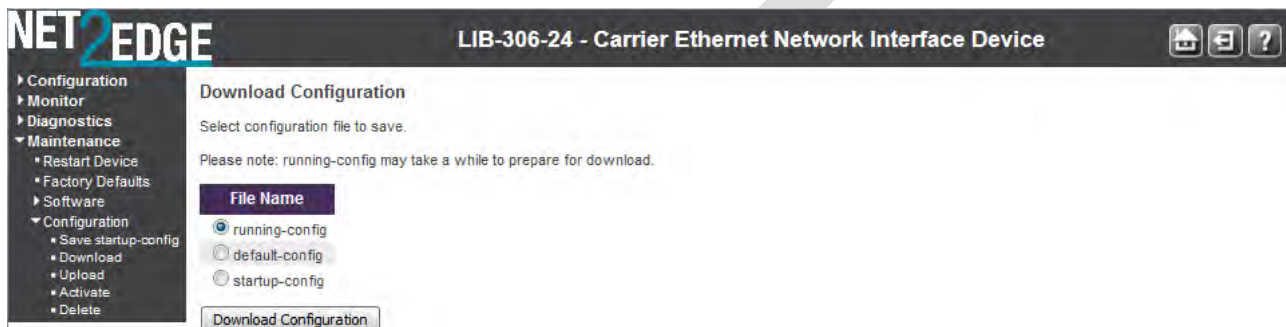 NET2EDGE
LIB-306-24 - Carrier Ethernet Network Interface Device
?
Configuration
Monitor
Diagnostics
Maintenance
Restart Device
Factory Defaults
Software
Configuration
Save startup-config
Download
Upload
Activate
Delete
Download Configuration
Select configuration file to save.
Please note: running-config may take a while to prepare for download.
File Name
running-config
default-config
startup-config
Download Configuration